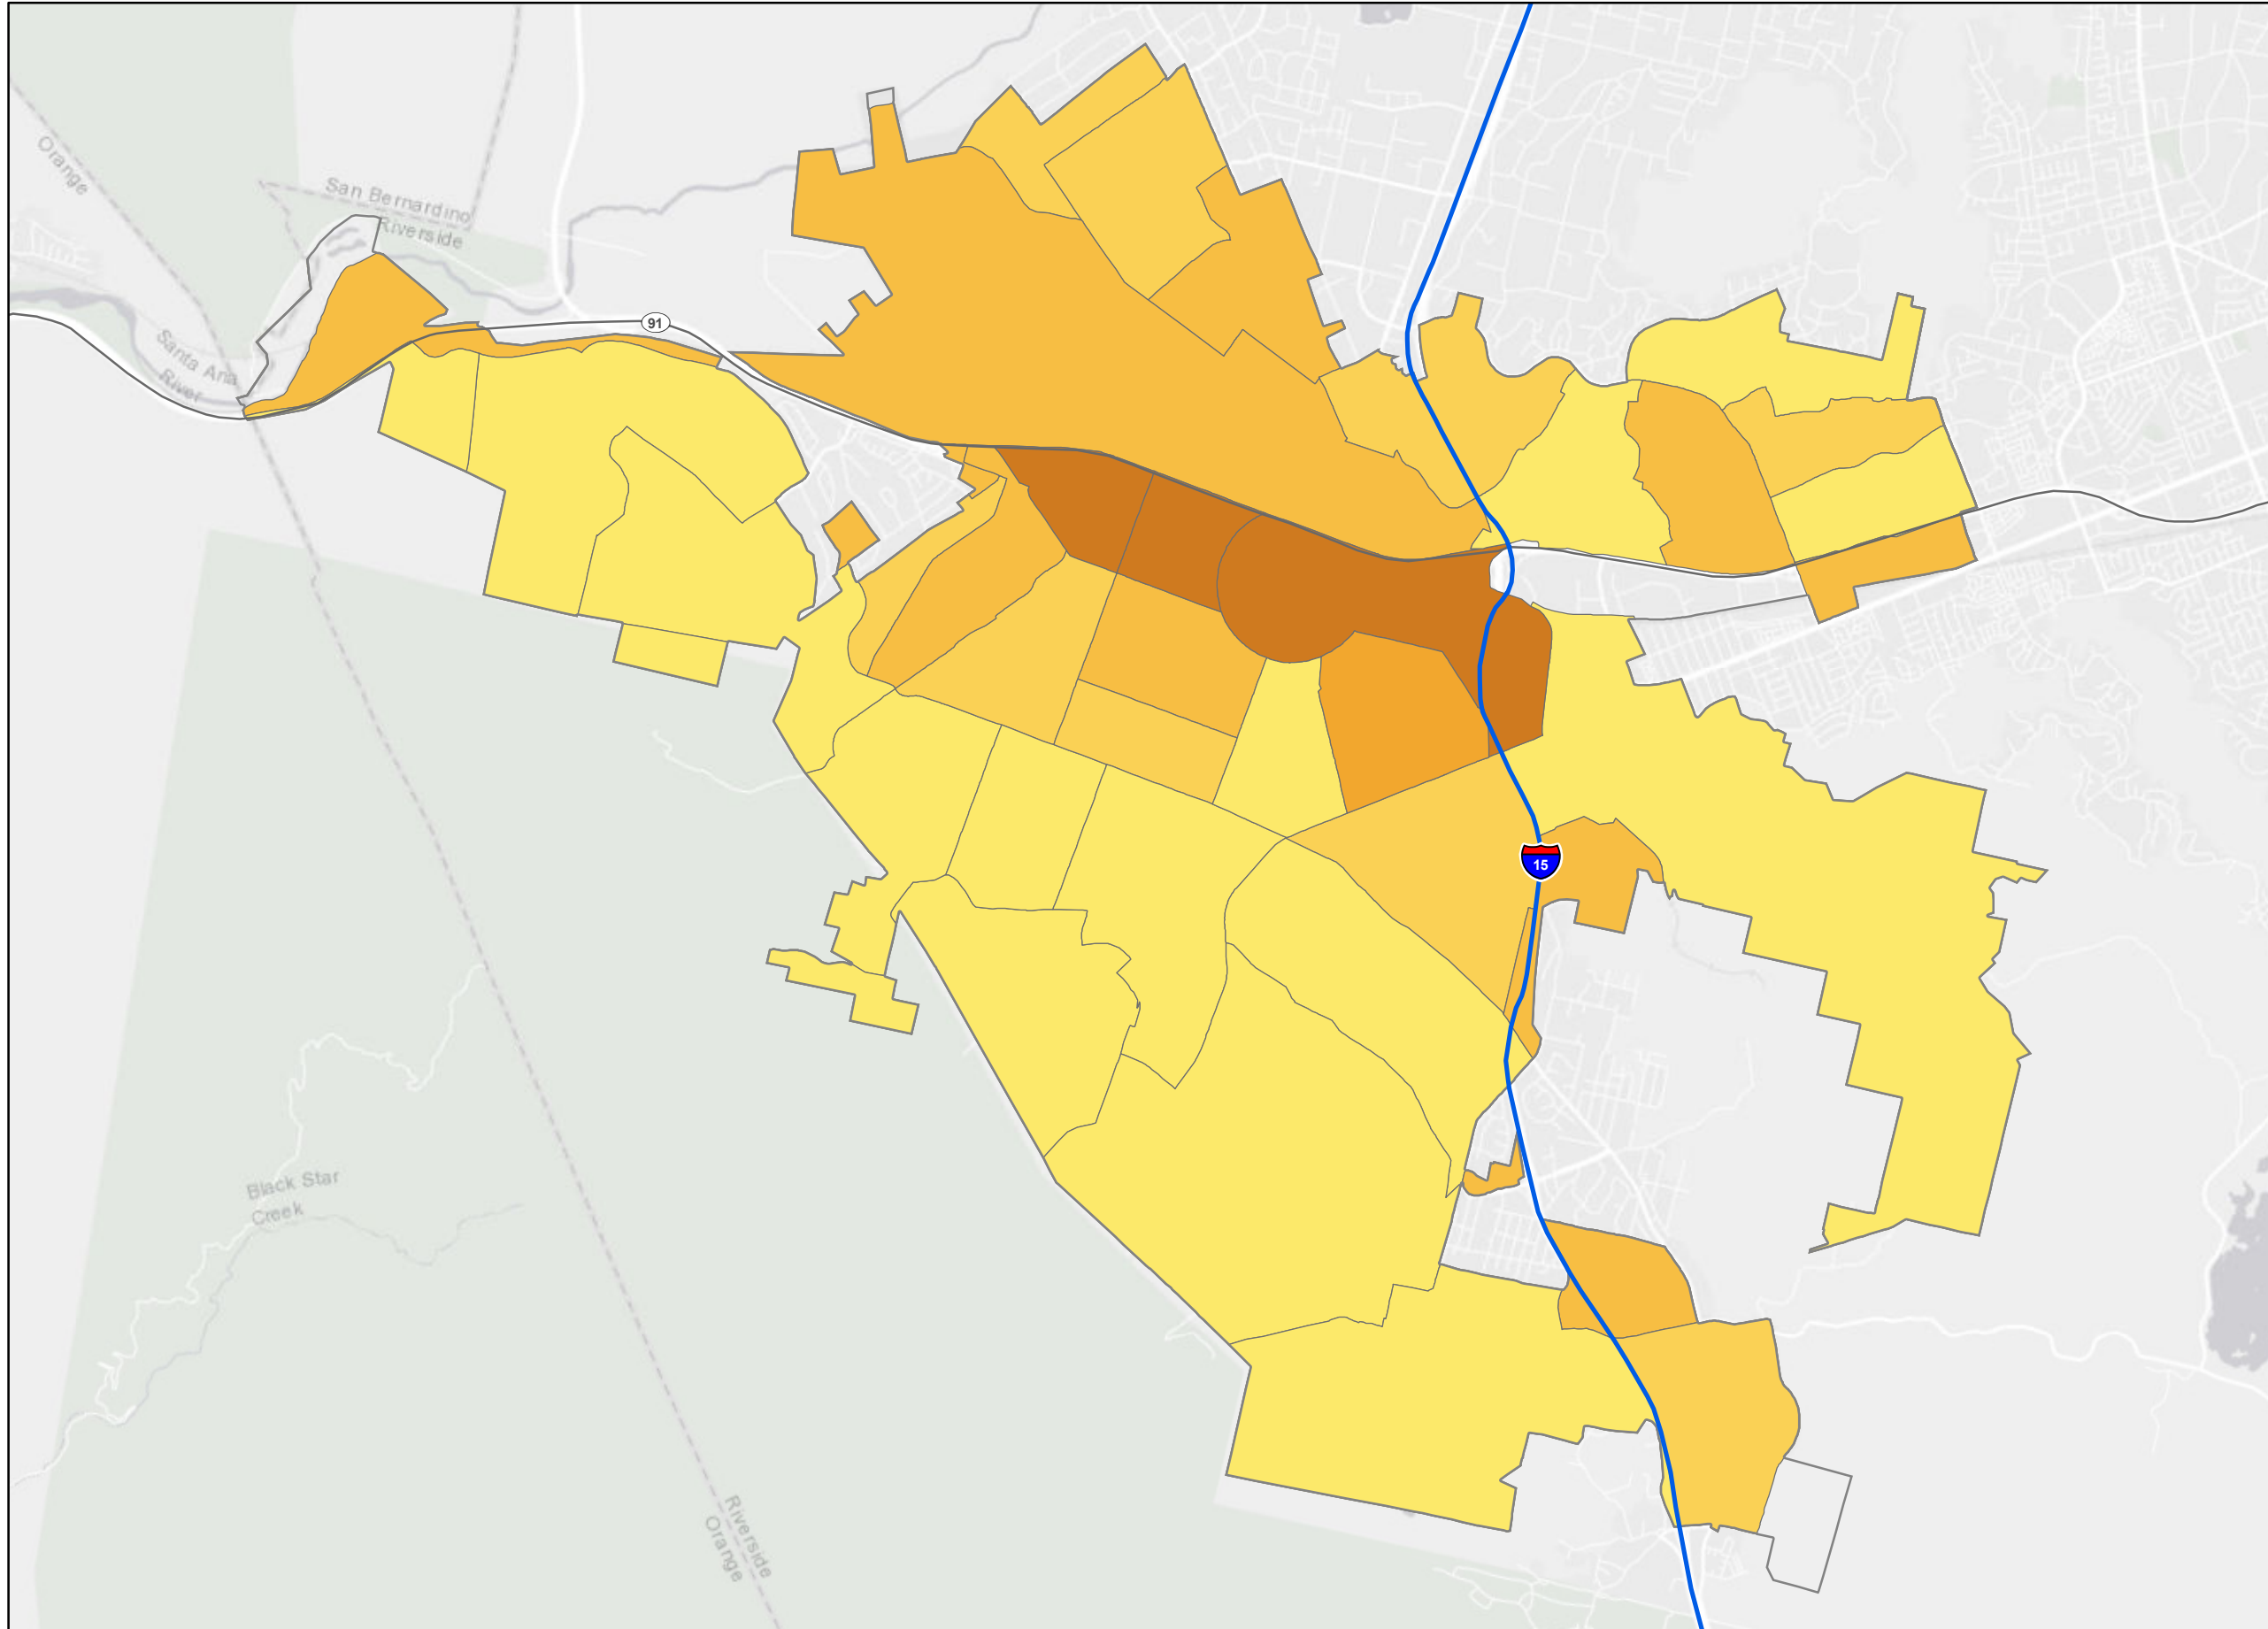 Orange
San Bernardino
Riverside
91
Santa Ana
River
15
Black Star
Creek
Riverside
Orange